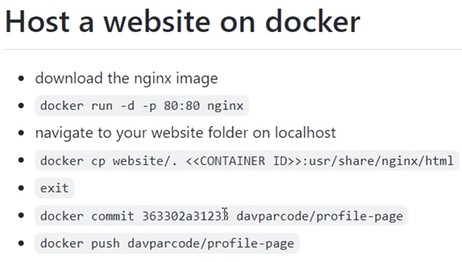 Host a website on docker
download the nginx image
docker run -d -p 80:80 nginx
navigate to your website folder on localhost
docker cp website/. <<CONTAINER ID>>:usr/share/nginx/html
exit
docker commit 363302a31233 davparcode/profile-page
docker push davparcode/profile-page